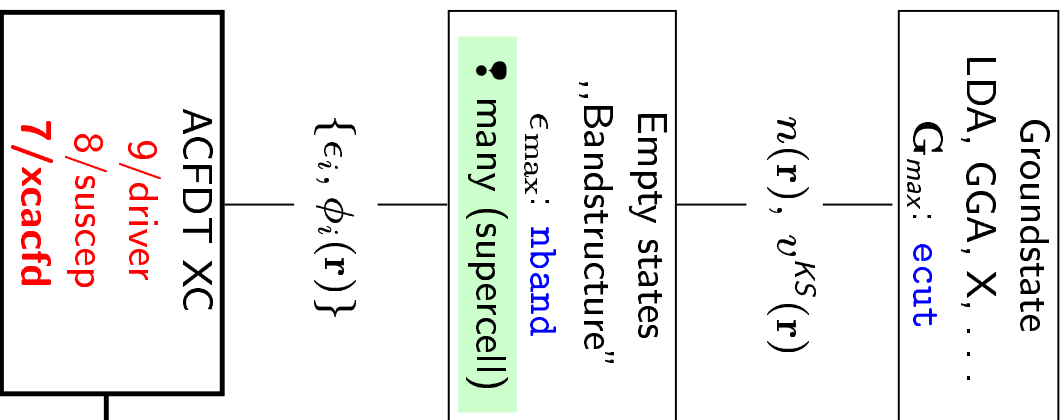 Groundstate
LDA, GGA, X, . . .
G_max: ecut
n(r), v^KS(r)
Empty states
,,Bandstructure"
ϵ_max: nband
many (supercell)
{ϵ_i, ϕ_i(r)}
ACFDT XC
9/driver
8/suscep
7/xcacfd